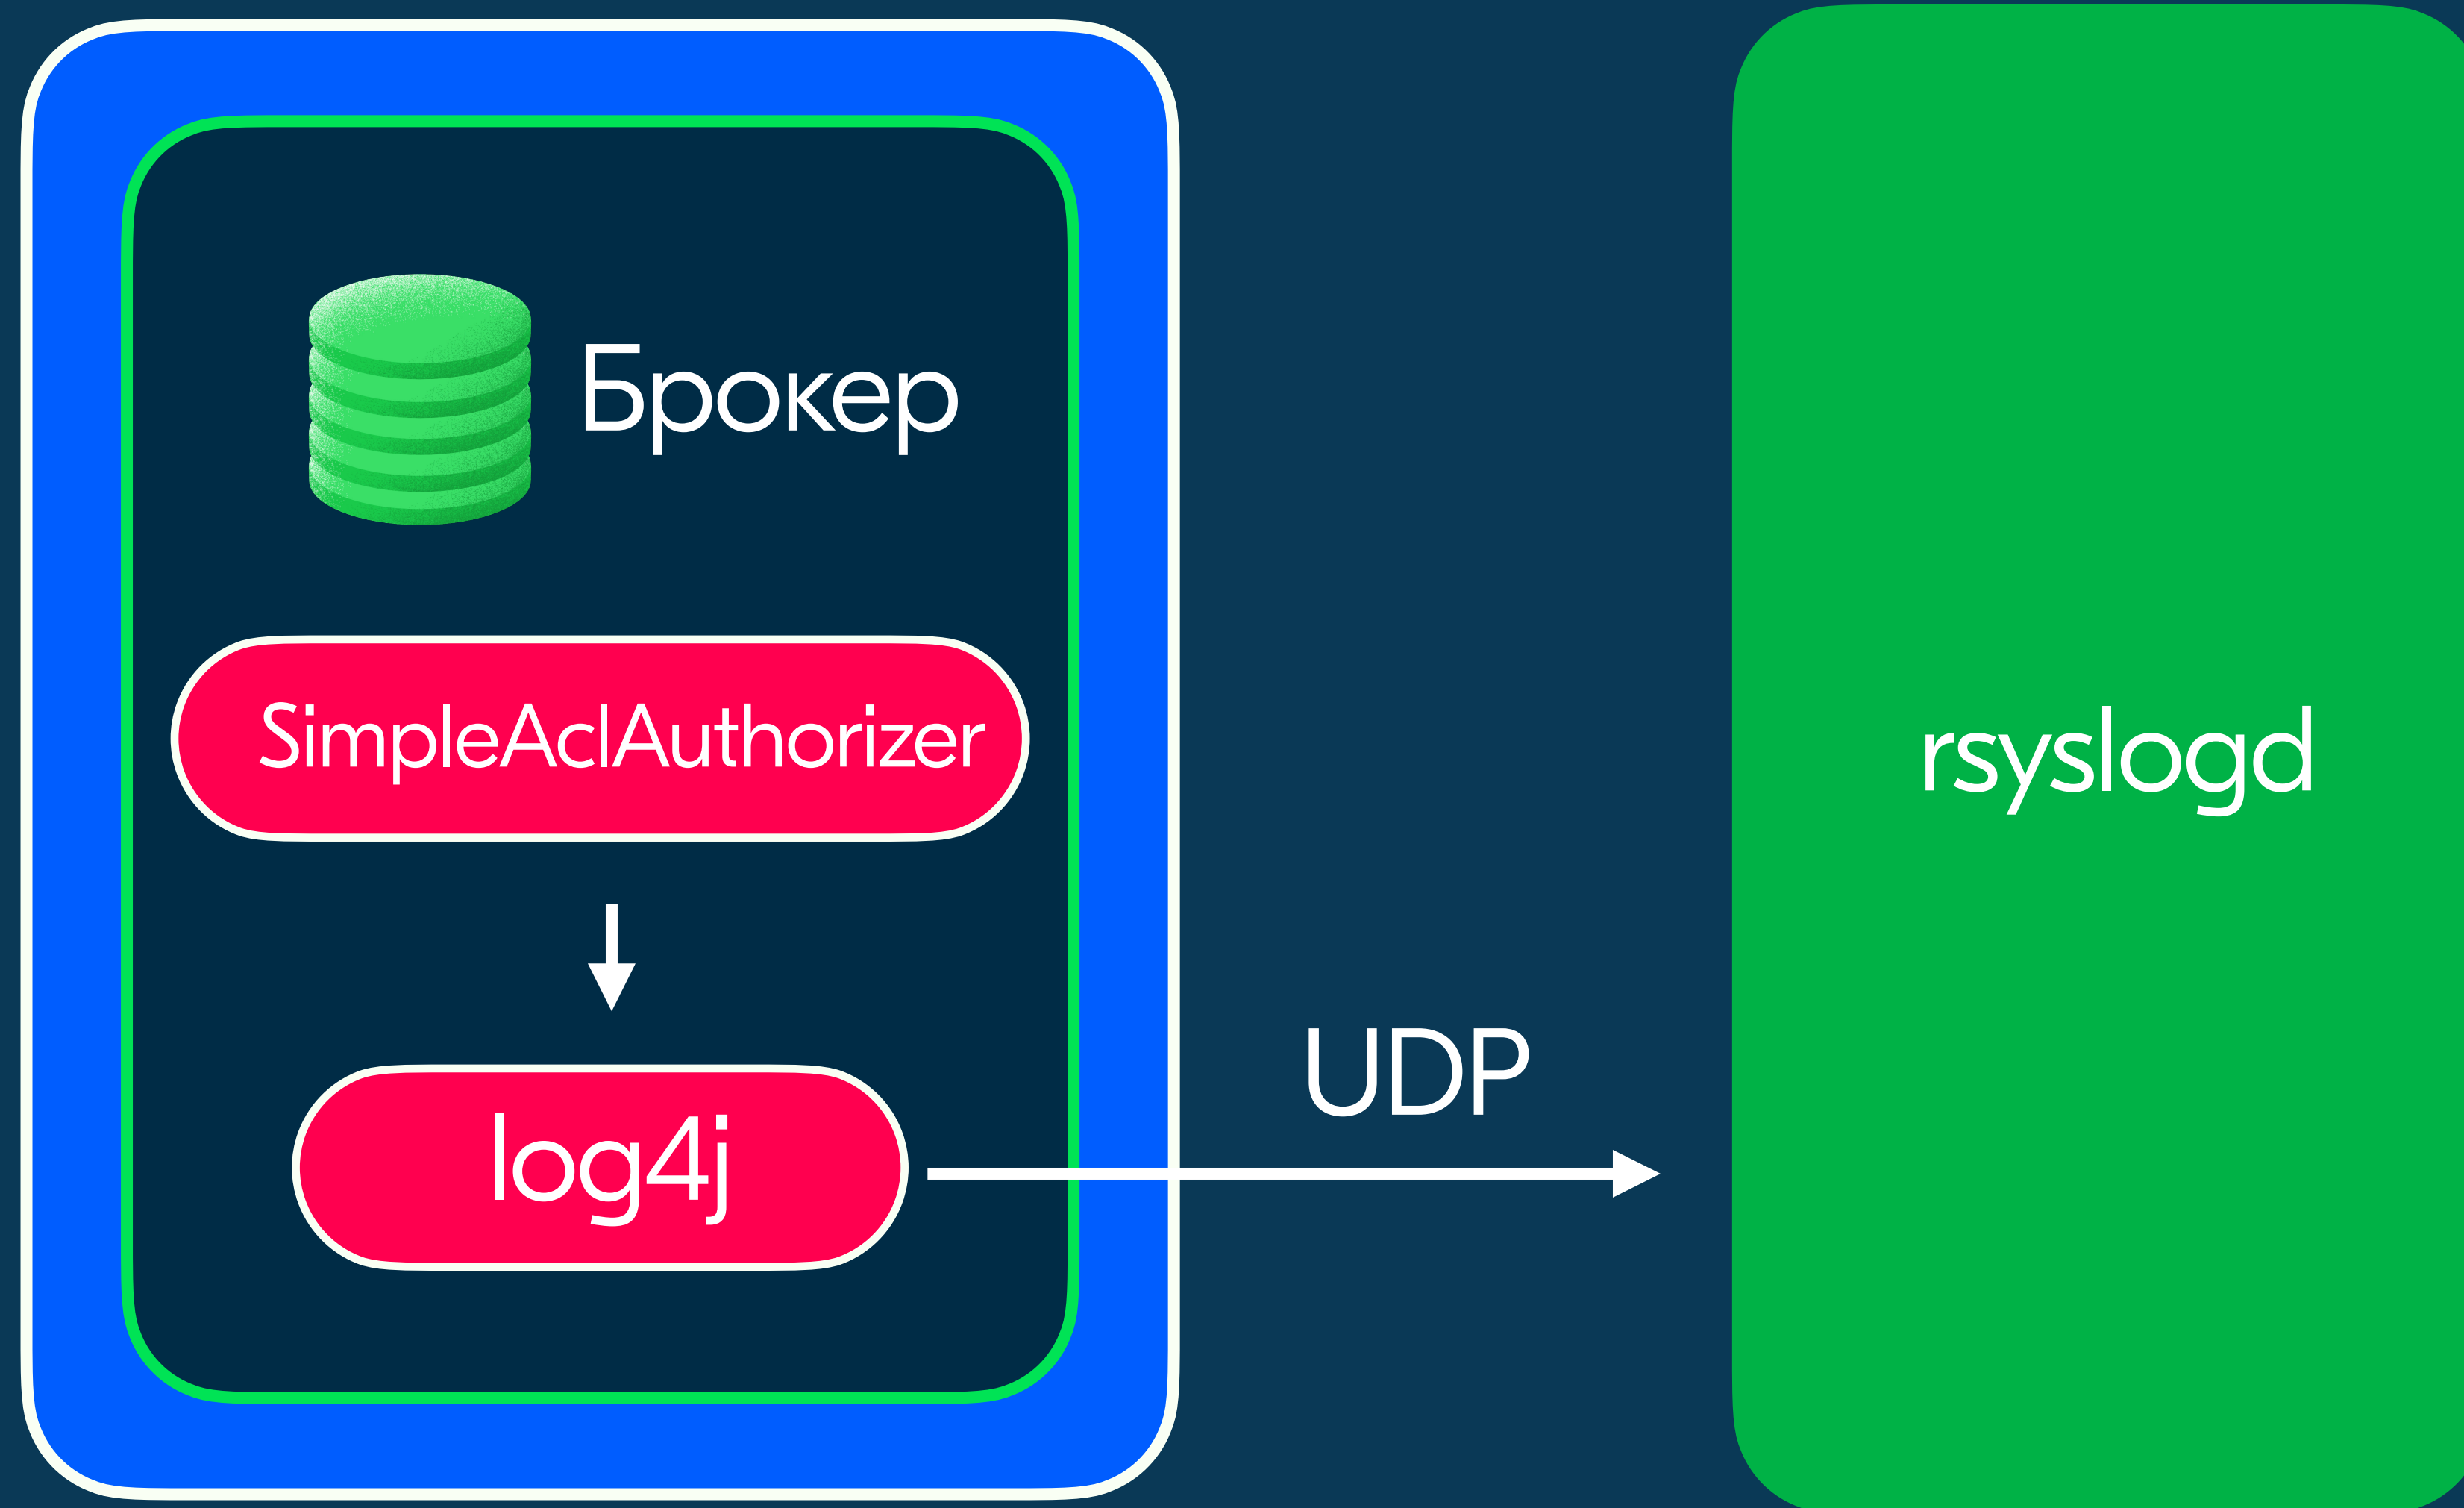 Брокер
SimpleAclAuthorizer
log4j
UDP
rsyslogd